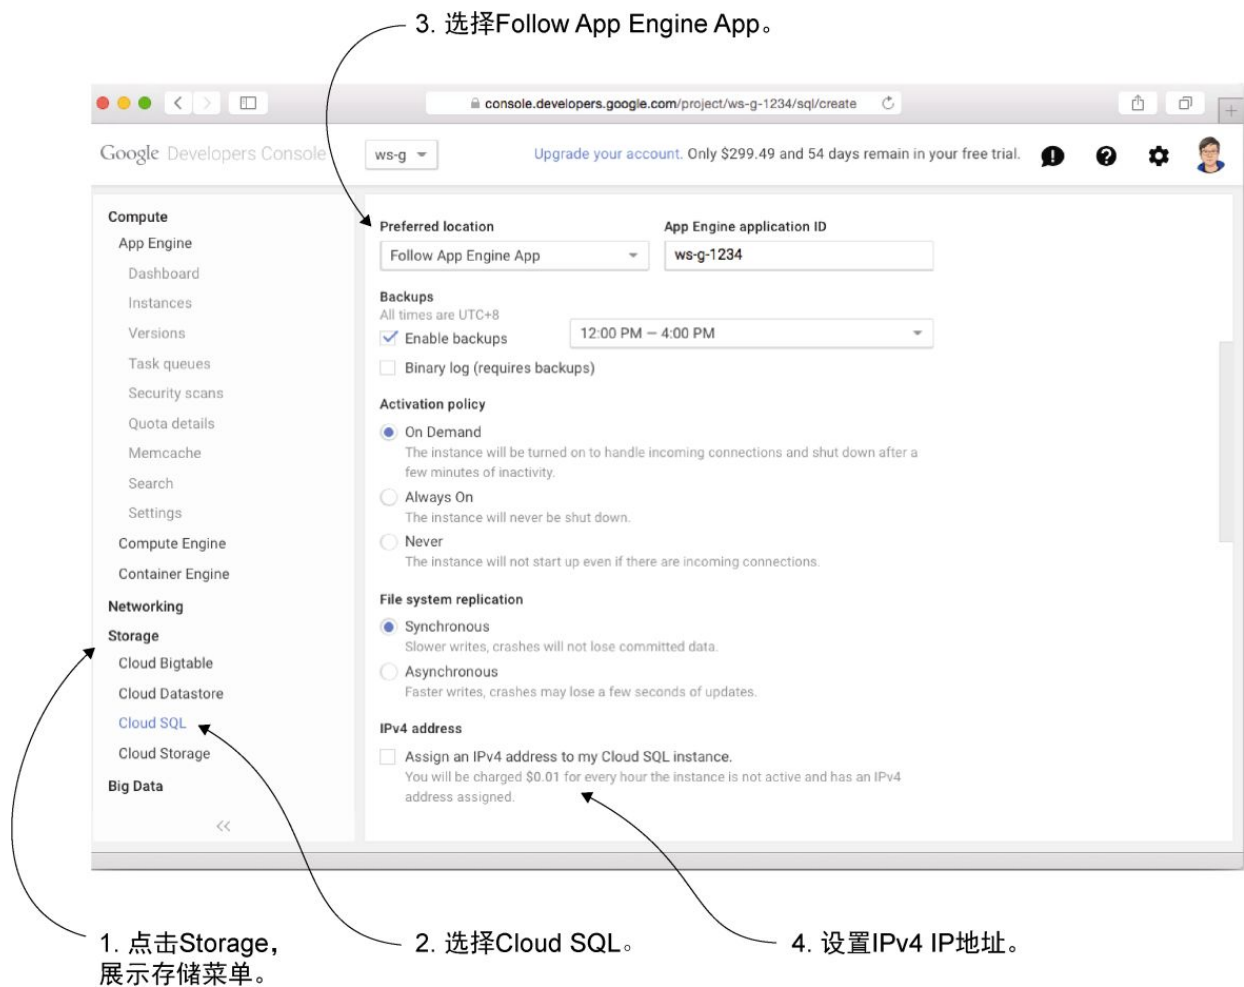 3. 选择Follow App Engine App。
console.developers.google.com/project/ws-g-1234/sql/create
Google Developers Console
ws-g
Upgrade your account. Only $299.49 and 54 days remain in your free trial.
Compute
App Engine
Dashboard
Instances
Versions
Task queues
Security scans
Quota details
Memcache
Search
Settings
Compute Engine
Container Engine
Networking
Storage
Cloud Bigtable
Cloud Datastore
Cloud SQL
Cloud Storage
Big Data
Preferred location
App Engine application ID
Follow App Engine App
ws-g-1234
Backups
All times are UTC+8
Enable backups
12:00 PM — 4:00 PM
Binary log (requires backups)
Activation policy
On Demand
The instance will be turned on to handle incoming connections and shut down after a
few minutes of inactivity.
Always On
The instance will never be shut down.
Never
The instance will not start up even if there are incoming connections.
File system replication
Synchronous
Slower writes, crashes will not lose committed data.
Asynchronous
Faster writes, crashes may lose a few seconds of updates.
IPv4 address
Assign an IPv4 address to my Cloud SQL instance.
You will be charged $0.01 for every hour the instance is not active and has an IPv4
address assigned.
1. 点击Storage，
展示存储菜单。
2. 选择Cloud SQL。
4. 设置IPv4 IP地址。